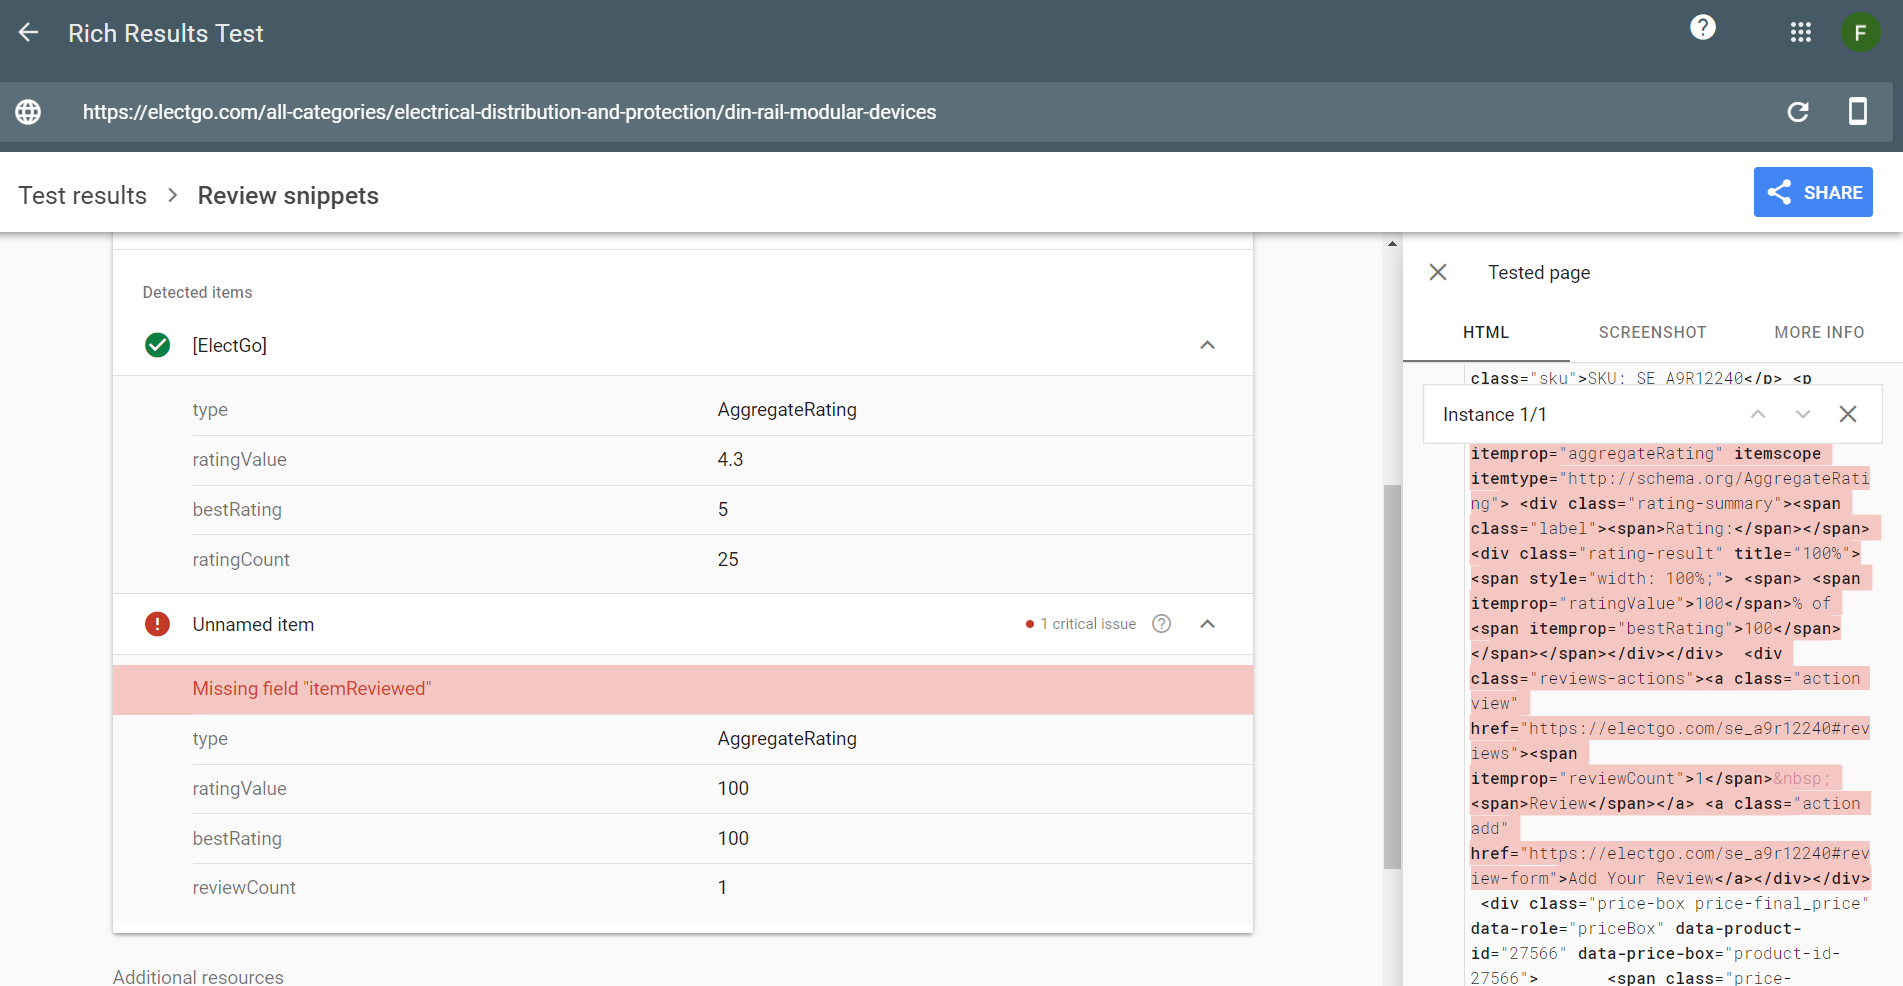 Rich Results Test
?
F
https://electgo.com/all-categories/electrical-distribution-and-protection/din-rail-modular-devices
Test results > Review snippets
SHARE
Detected items
[ElectGo]
type AggregateRating
ratingValue 4.3
bestRating 5
ratingCount 25
! Unnamed item 1 critical issue ?
Missing field "itemReviewed"
type AggregateRating
ratingValue 100
bestRating 100
reviewCount 1
Additional resources
Tested page
HTML SCREENSHOT MORE INFO
class="sku">SKU: SE_A9R12240</p> <p
Instance 1/1
itemprop="aggregateRating" itemscope
itemtype="http://schema.org/AggregateRati
ng"> <div class="rating-summary"><span
class="label"><span>Rating:</span></span>
<div class="rating-result" title="100%">
<span style="width: 100%;"> <span> <span
itemprop="ratingValue">100</span>% of
<span itemprop="bestRating">100</span>
</span></span></div></div> <div
class="reviews-actions"><a class="action
view"
href="https://electgo.com/se_a9r12240#rev
iews"><span
itemprop="reviewCount">1</span>&nbsp;
<span>Review</span></a> <a class="action
add"
href="https://electgo.com/se_a9r12240#rev
iew-form">Add Your Review</a></div></div>
<div class="price-box price-final_price"
data-role="priceBox" data-product-
id="27566" data-price-box="product-id-
27566"> <span class="price-